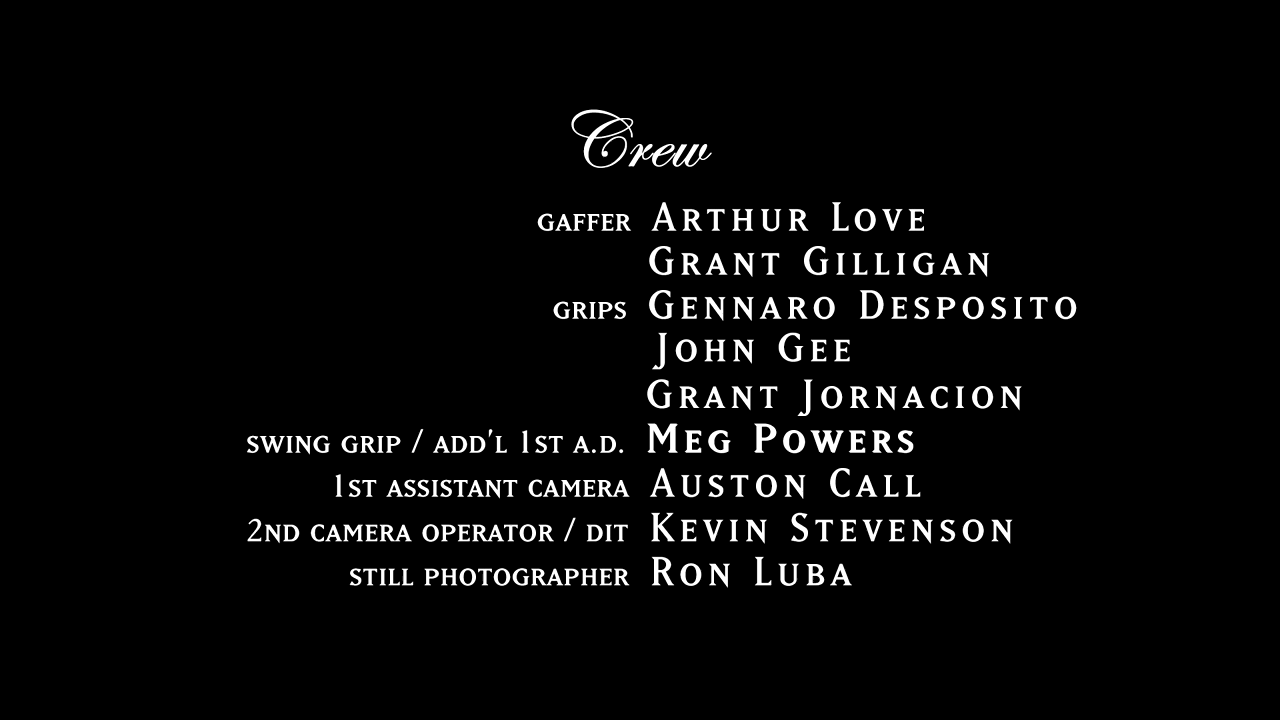 Crew
GAFFER ARTHUR LOVE
GRANT GILLIGAN
GRIPS GENNARO DESPOSITO
JOHN GEE
GRANT JORNACION
SWING GRIP / ADD'L 1ST A.D. MEG POWERS
1ST ASSISTANT CAMERA AUSTON CALL
2ND CAMERA OPERATOR / DIT KEVIN STEVENSON
STILL PHOTOGRAPHER RON LUBA